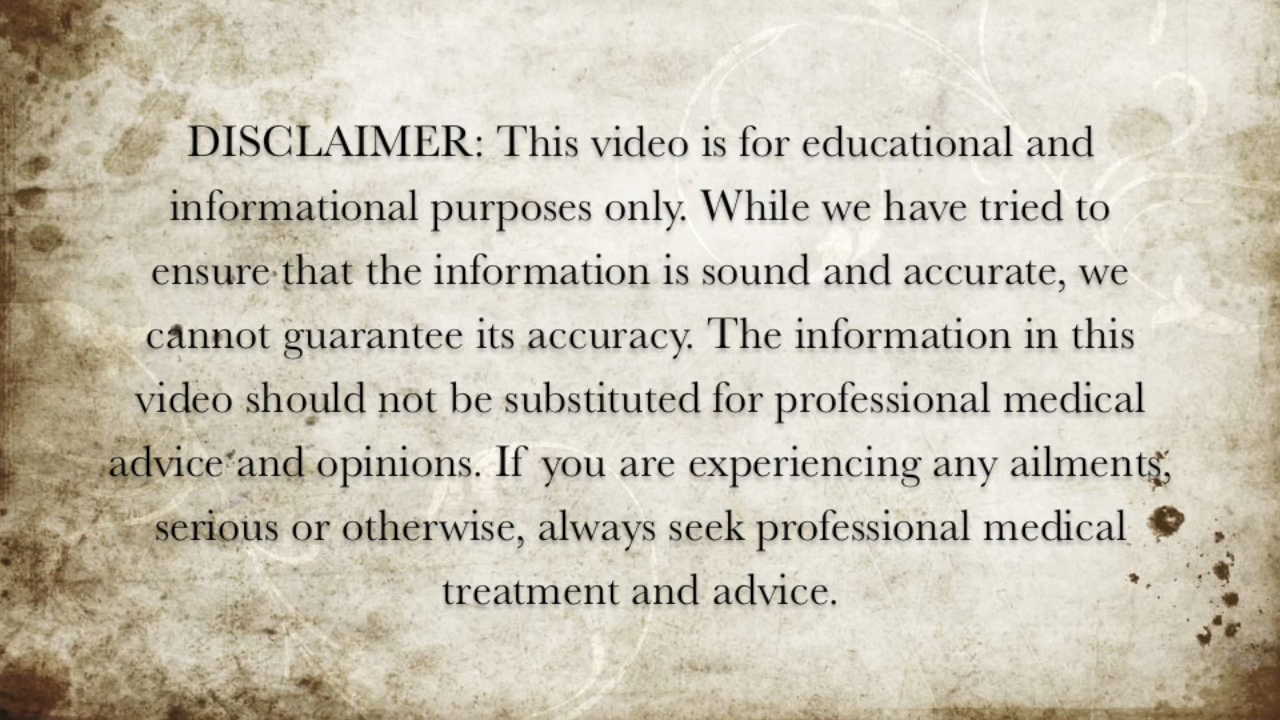 DISCLAIMER: This video is for educational and
informational purposes only. While we have tried to
ensure that the information is sound and accurate, we
cannot guarantee its accuracy. The information in this
video should not be substituted for professional medical
advice and opinions. If you are experiencing any ailments,
serious or otherwise, always seek professional medical
treatment and advice.